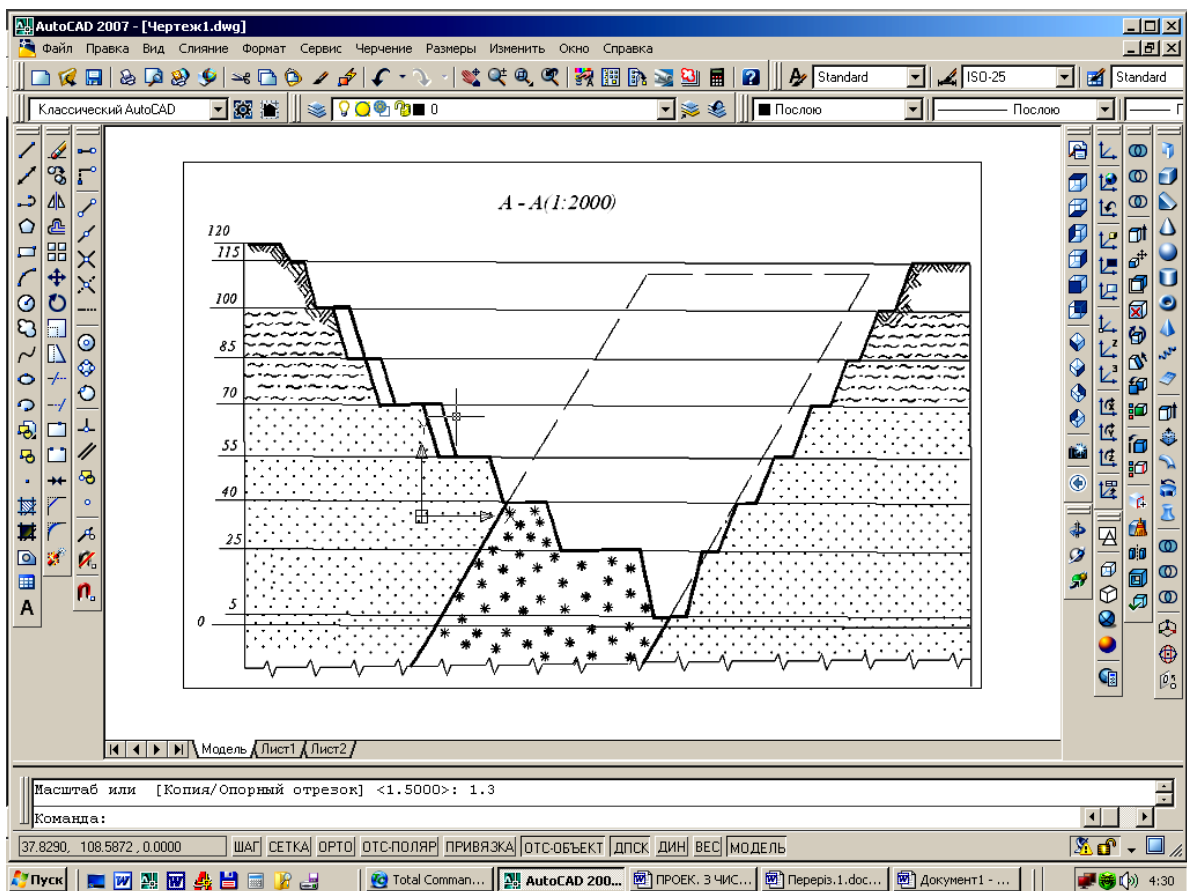 AutoCAD 2007 - [Чертеж1.dwg]
Файл Правка Вид Слияние Формат Сервис Черчение Размеры Изменить Окно Справка
Standard ISO-25 Standard
Классический AutoCAD 0 Послою Послою
A - A(1:2000)
120
115
100
85
70
55
40
25
5
0
Модель Лист1 Лист2
Масштаб или [Копия/Опорный отрезок] <1.5000>: 1.3
Команда:
37.8290, 108.5872 , 0.0000 ШАГ СЕТКА ОРТО ОТС-ПОЛЯР ПРИВЯЗКА ОТС-ОБЪЕКТ ДПСК ДИН ВЕС МОДЕЛЬ
Пуск Total Comman... AutoCAD 200... ПРОЕК. З ЧИС... Переріз.1.doc... Документ1 - ... 4:30